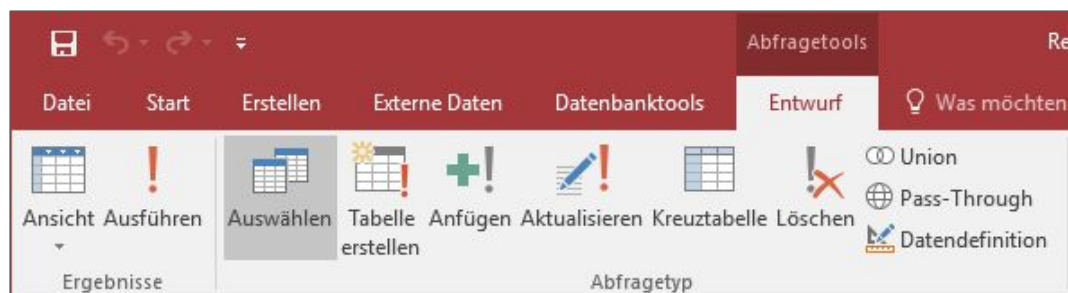 Abfragetools Re
Datei Start Erstellen Externe Daten Datenbanktools Entwurf Was möchten
Ansicht Ausführen Auswählen Tabelle erstellen Anfügen Aktualisieren Kreuztabelle Löschen
Union
Pass-Through
Datendefinition
Ergebnisse Abfragetyp